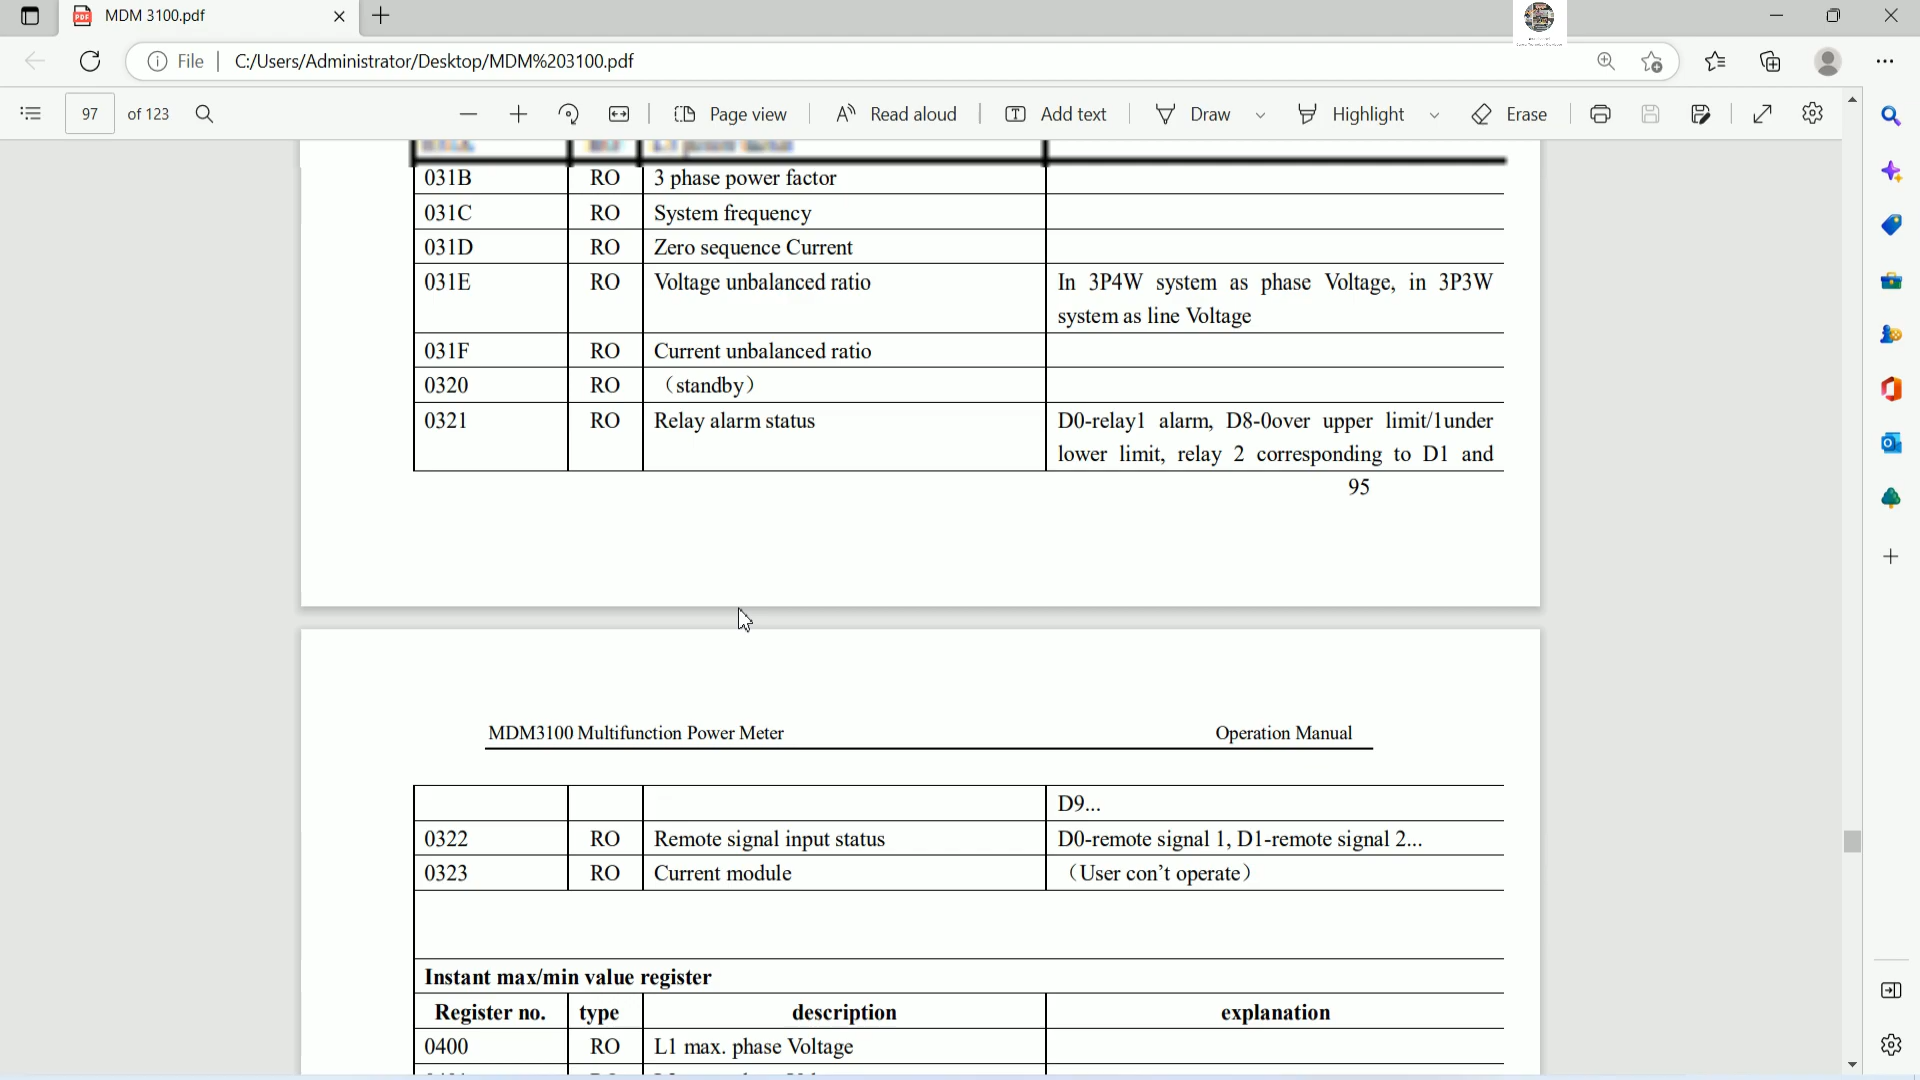 MDM 3100.pdf
File
C:/Users/Administrator/Desktop/MDM%203100.pdf
97 of 123
Page view
Read aloud
Add text
Draw
Highlight
Erase
031B RO 3 phase power factor
031C RO System frequency
031D RO Zero sequence Current
031E RO Voltage unbalanced ratio In 3P4W system as phase Voltage, in 3P3W
system as line Voltage
031F RO Current unbalanced ratio
0320 RO （standby）
0321 RO Relay alarm status D0-relay1 alarm, D8-0over upper limit/1under
lower limit, relay 2 corresponding to D1 and
95
MDM3100 Multifunction Power Meter Operation Manual
D9...
0322 RO Remote signal input status D0-remote signal 1, D1-remote signal 2...
0323 RO Current module （User con’t operate）
Instant max/min value register
Register no. type description explanation
0400 RO L1 max. phase Voltage